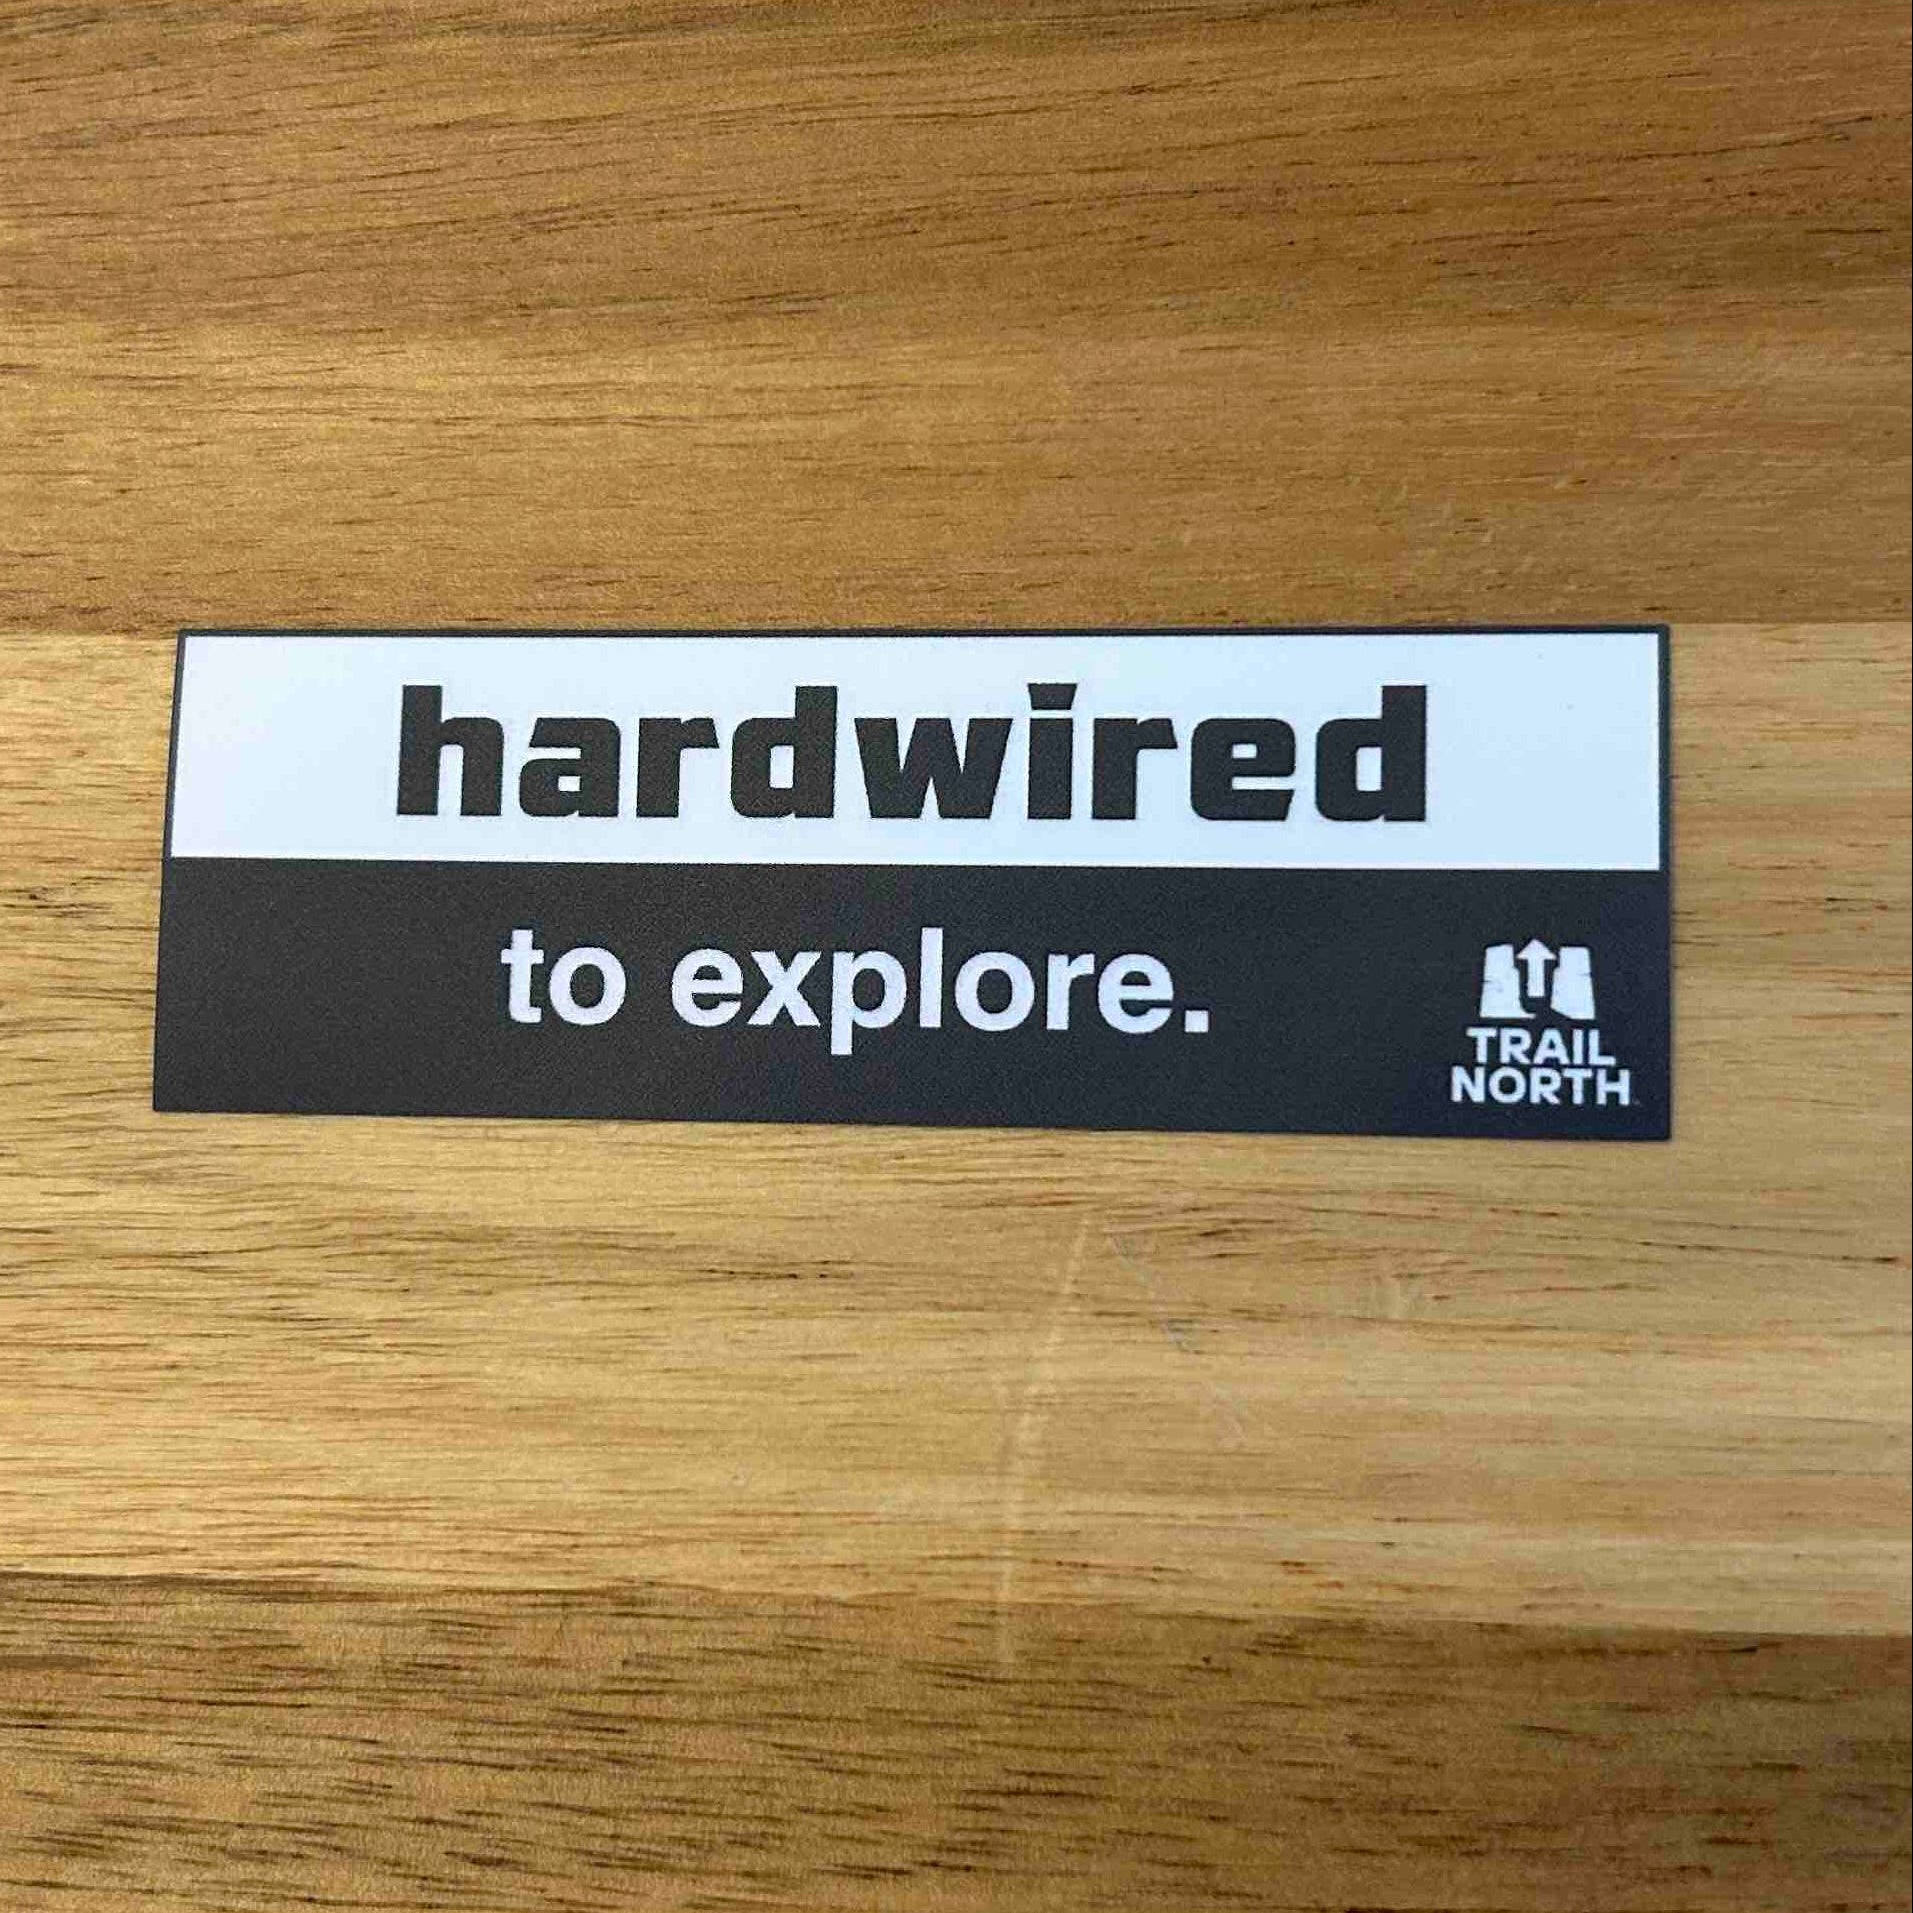 hardwired
to explore.
TRAIL
NORTH